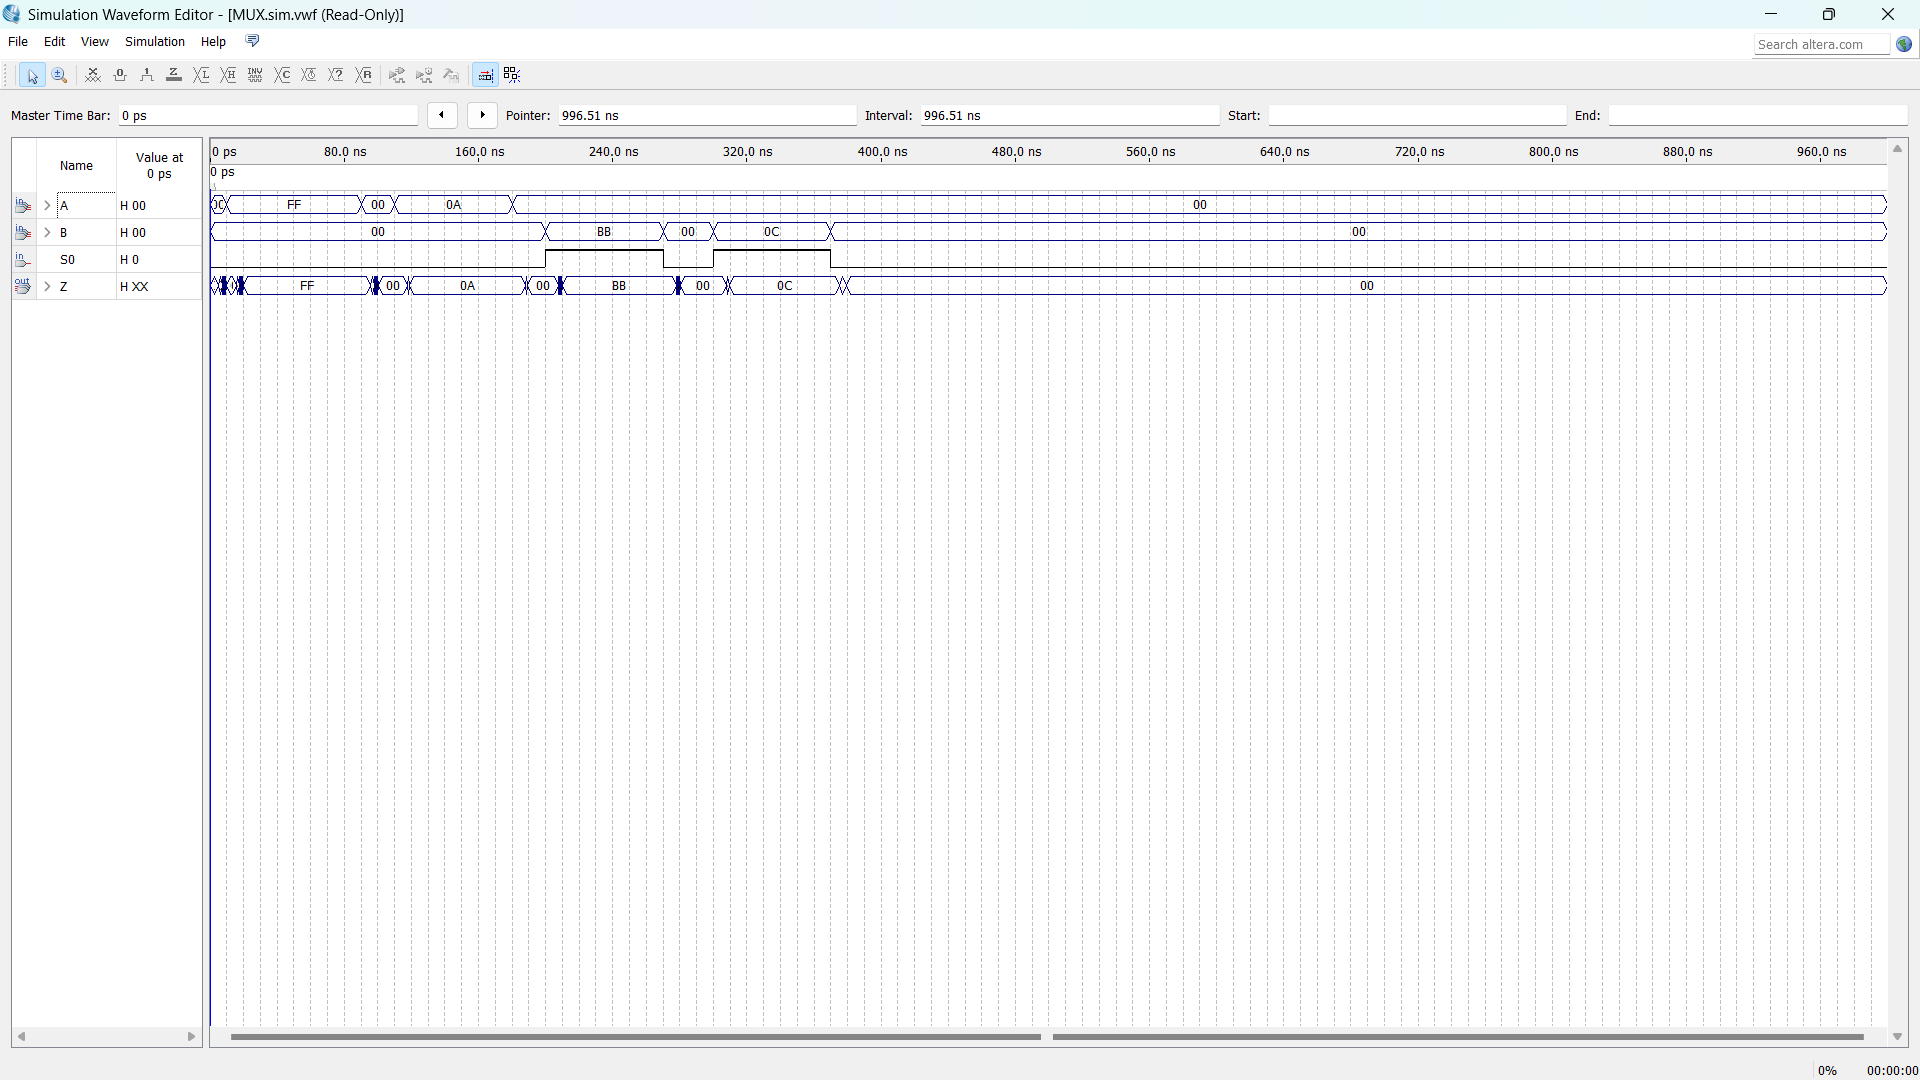 Simulation Waveform Editor - [MUX.sim.vwf (Read-Only)]
File Edit View Simulation Help
Search altera.com
Master Time Bar: 0 ps Pointer: 996.51 ns Interval: 996.51 ns Start: End:
Name Value at 0 ps
0 ps 80.0 ns 160.0 ns 240.0 ns 320.0 ns 400.0 ns 480.0 ns 560.0 ns 640.0 ns 720.0 ns 800.0 ns 880.0 ns 960.0 ns
0 ps
A H 00 FF 00 0A 00
B H 00 00 BB 00 0C 00
S0 H 0
Z H XX FF 00 0A 00 BB 00 0C 00
0% 00:00:00